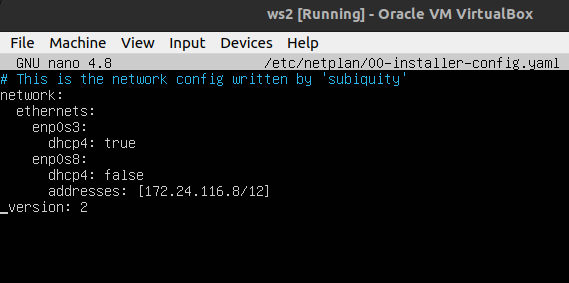 ws2 [Running] - Oracle VM VirtualBox
File Machine View Input Devices Help
GNU nano 4.8 /etc/netplan/00-installer-config.yaml
# This is the network config written by 'subiquity'
network:
  ethernets:
    enp0s3:
      dhcp4: true
    enp0s8:
      dhcp4: false
      addresses: [172.24.116.8/12]
 version: 2